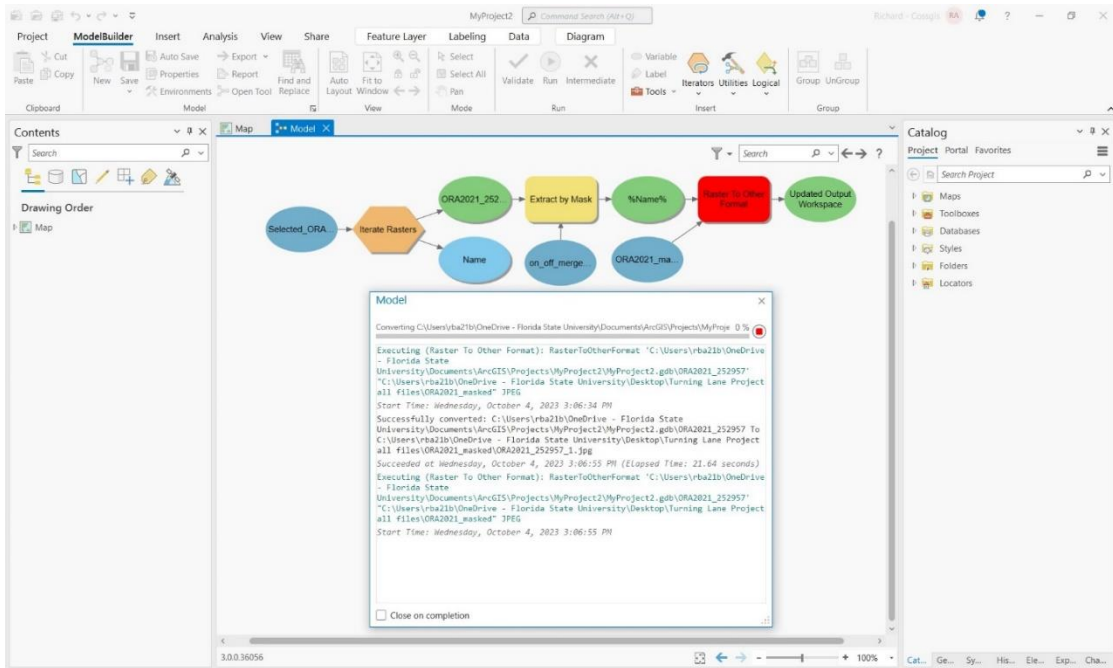 MyProject2
Command Search (Alt+Q)
RA
?
Project ModelBuilder Insert Analysis View Share Feature Layer Labeling Data Diagram
Cut
Copy
Paste
Clipboard
New
Save
Auto Save
Properties
Environments
Export
Report
Open Tool
Find and Replace
Model
Auto Layout
Fit to Window
View
Select
Select All
Pan
Mode
Validate
Run
Intermediate
Run
Variable
Label
Tools
Iterators
Utilities
Logical
Insert
Group
UnGroup
Group
Contents
Search
Drawing Order
Map
Map
Model
Search
?
Selected_ORA...
Iterate Rasters
ORA2021_252...
Name
Extract by Mask
on_off_merge...
%Name%
ORA2021_ma...
Raster To Other
Format
Updated Output
Workspace
Model
Converting C:\Users\rba21b\OneDrive - Florida State University\Documents\ArcGIS\Projects\MyProje 0 %
Executing (Raster To Other Format): RasterToOtherFormat 'C:\Users\rba21b\OneDrive
- Florida State
University\Documents\ArcGIS\Projects\MyProject2\MyProject2.gdb\ORA2021_252957'
"C:\Users\rba21b\OneDrive - Florida State University\Desktop\Turning Lane Project
all files\ORA2021_masked" JPEG
Start Time: Wednesday, October 4, 2023 3:06:34 PM
Successfully converted: C:\Users\rba21b\OneDrive - Florida State
University\Documents\ArcGIS\Projects\MyProject2\MyProject2.gdb\ORA2021_252957 To
C:\Users\rba21b\OneDrive - Florida State University\Desktop\Turning Lane Project
all files\ORA2021_masked\ORA2021_252957_1.jpg
Succeeded at Wednesday, October 4, 2023 3:06:55 PM (Elapsed Time: 21.64 seconds)
Executing (Raster To Other Format): RasterToOtherFormat 'C:\Users\rba21b\OneDrive
- Florida State
University\Documents\ArcGIS\Projects\MyProject2\MyProject2.gdb\ORA2021_252957'
"C:\Users\rba21b\OneDrive - Florida State University\Desktop\Turning Lane Project
all files\ORA2021_masked" JPEG
Start Time: Wednesday, October 4, 2023 3:06:55 PM
Close on completion
3.0.0.36056
100%
Catalog
Project Portal Favorites
Search Project
Maps
Toolboxes
Databases
Styles
Folders
Locators
Cat... Ge... Sy... His... Ele... Exp... Cha...